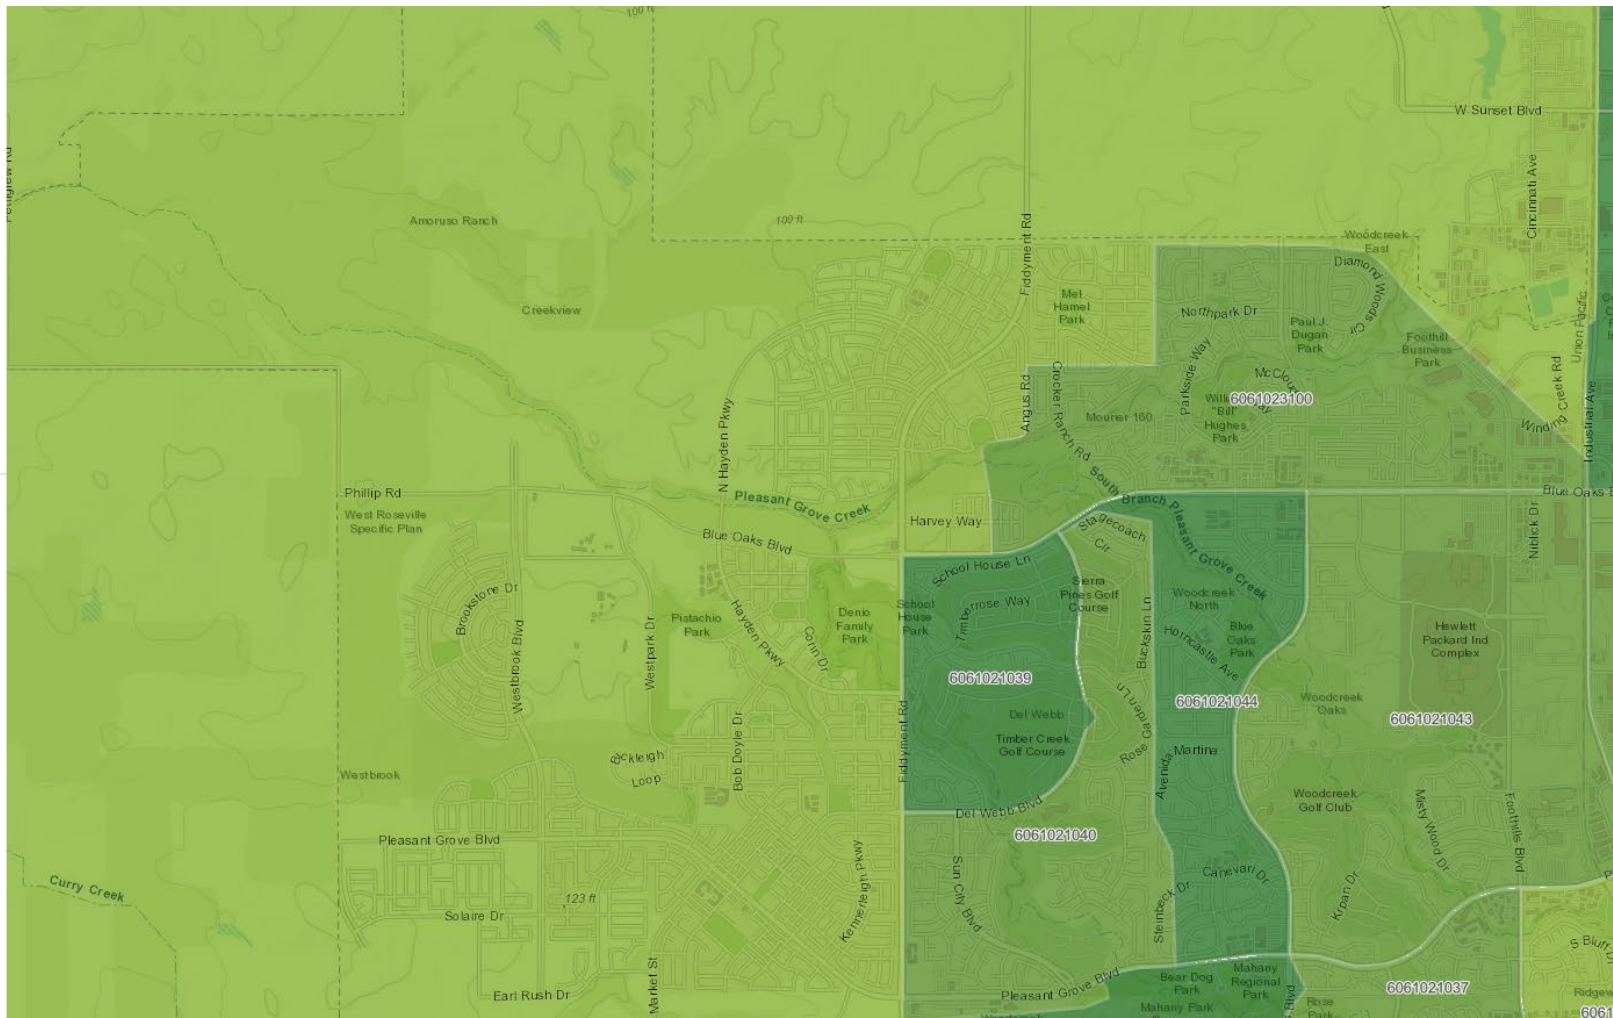 100 ft
W Sunset Blvd
Cincinnati Ave
Amoruso Ranch
109 ft
Fiddyment Rd
Woodcreek
East
Diamond Woods Cir
Creekview
Mel
Hamel
Park
Northpark Dr
Paul J.
Dugan
Park
Foothill
Business
Park
Union Pacific
Parkside Way
6061023100
Hughes
Park
Mourier 160
Angus Rd
Crocker Ranch Rd
Winding Creek Rd
Industrial Ave
N Hayden Pkwy
Phillip Rd
West Roseville
Specific Plan
Pleasant Grove Creek
South Branch Pleasant Grove Creek
Blue Oaks
Harvey Way
Blue Oaks Blvd
Stagecoach
Cir
Niblick Dr
School House Ln
Brookstone Dr
Timberrose Way
Sierra
Pines Golf
Course
Woodcreek
North
School
House
Park
Pistachio
Park
Denio
Family
Park
Hayden Pkwy
Corin Dr
Westbrook Blvd
Westpark Dr
Buckskin Ln
Blue
Oaks
Park
Horncastle Ave
Hewlett
Packard Ind
Complex
6061021039
6061021044
Woodcreek
Oaks
6061021043
Rose Garden Ln
Del Webb
Timber Creek
Golf Course
Fiddyment Rd
Bob Doyle Dr
Bickleigh
Loop
Westbrook
Avenida
Martina
Woodcreek
Golf Club
Misty Wood Dr
Foothills Blvd
Del Webb Blvd
6061021040
Pleasant Grove Blvd
Kennerleigh Pkwy
Sun City Blvd
Canevari Dr
Krpan Dr
Curry Creek
123 ft
Solaire Dr
Steinbeck Dr
Market St
Earl Rush Dr
Pleasant Grove Blvd
Bear Dog
Park
Mahany
Regional
Park
Mahany Park
6061021037
S Bluff Dr
Rose